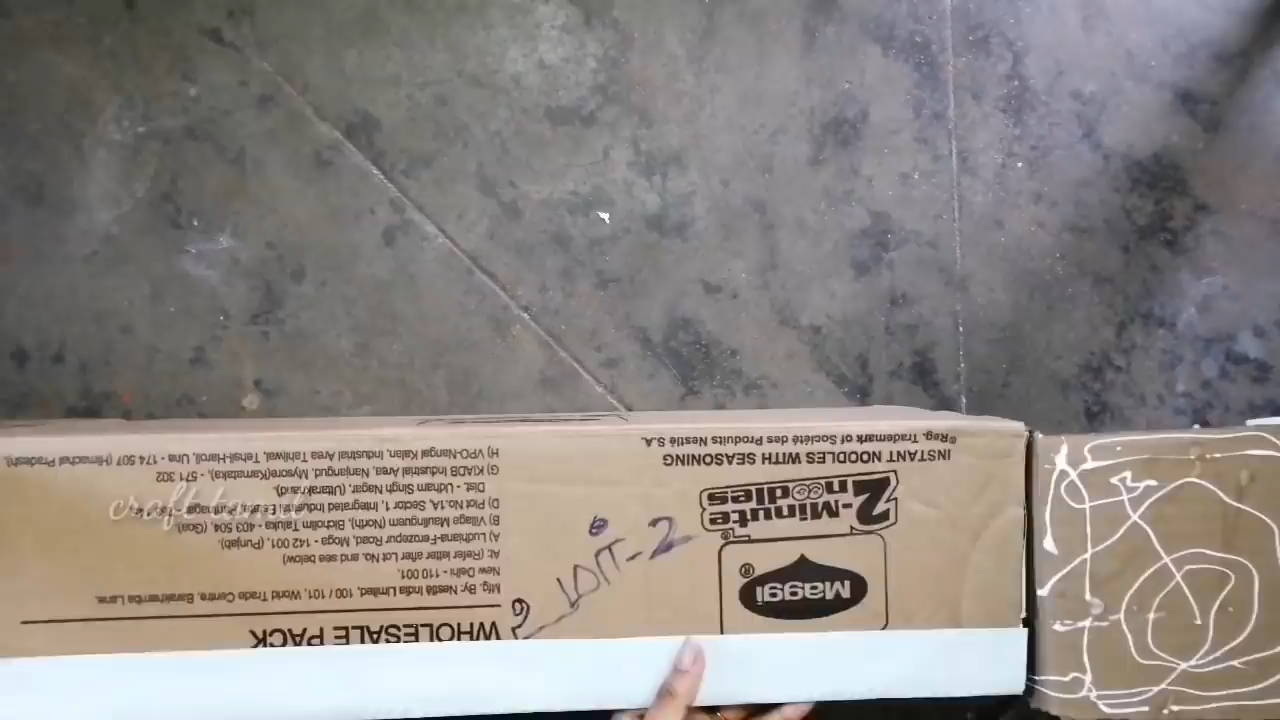 WHOLESALE PACK
Mfg. By: Nestlé India Limited, 100 / 101, World Trade Centre, Barakhamba Lane,
New Delhi - 110 001.
At: (Refer letter after Lot No. and see below)
A) Ludhiana-Ferozepur Road, Moga - 142 001, (Punjab).
B) Village Maulinguem (North), Bicholim Taluka - 403 504, (Goa).
D) Plot No. 1A, Sector 1, Integrated Industrial Estate, Pantnagar
Dist. - Udham Singh Nagar, (Uttarakhand).
G) KIADB Industrial area, Nanjangud, Mysore(Karnataka), - 571 302
H) VPO-Nangal Kalan, Industrial Area Tahliwal, Tehsil-Haroli, Una - 174 507 (Himachal Pradesh).
Maggi®
2-Minute
noodles
INSTANT NOODLES WITH SEASONING
®Reg. Trademark of Société des Produits Nestlé S.A.